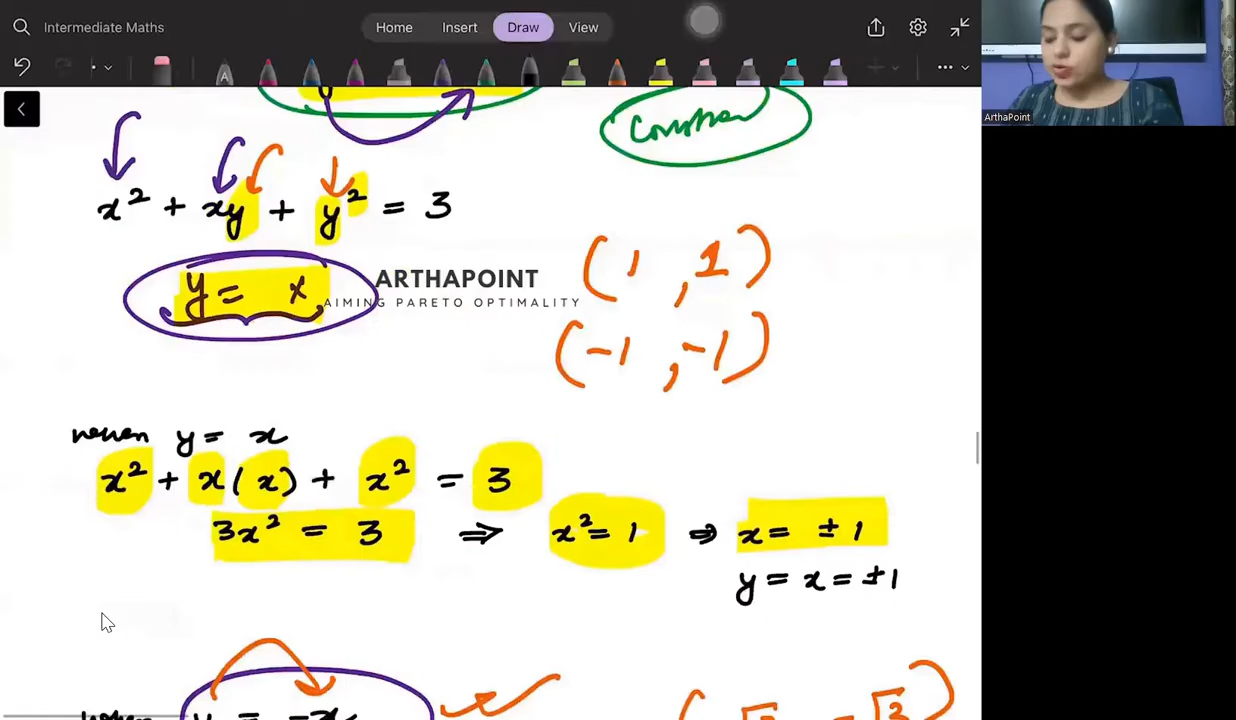 Intermediate Maths
Home Insert Draw View
ArthaPoint
x² + xy + y² = 3
(1, 1)
y = x
ARTHAPOINT
AIMING PARETO OPTIMALITY
(-1, -1)
when y = x
x² + x(x) + x² = 3
3x² = 3 ⇒ x² = 1 ⇒ x = ±1
y = x = ±1
when y = -x